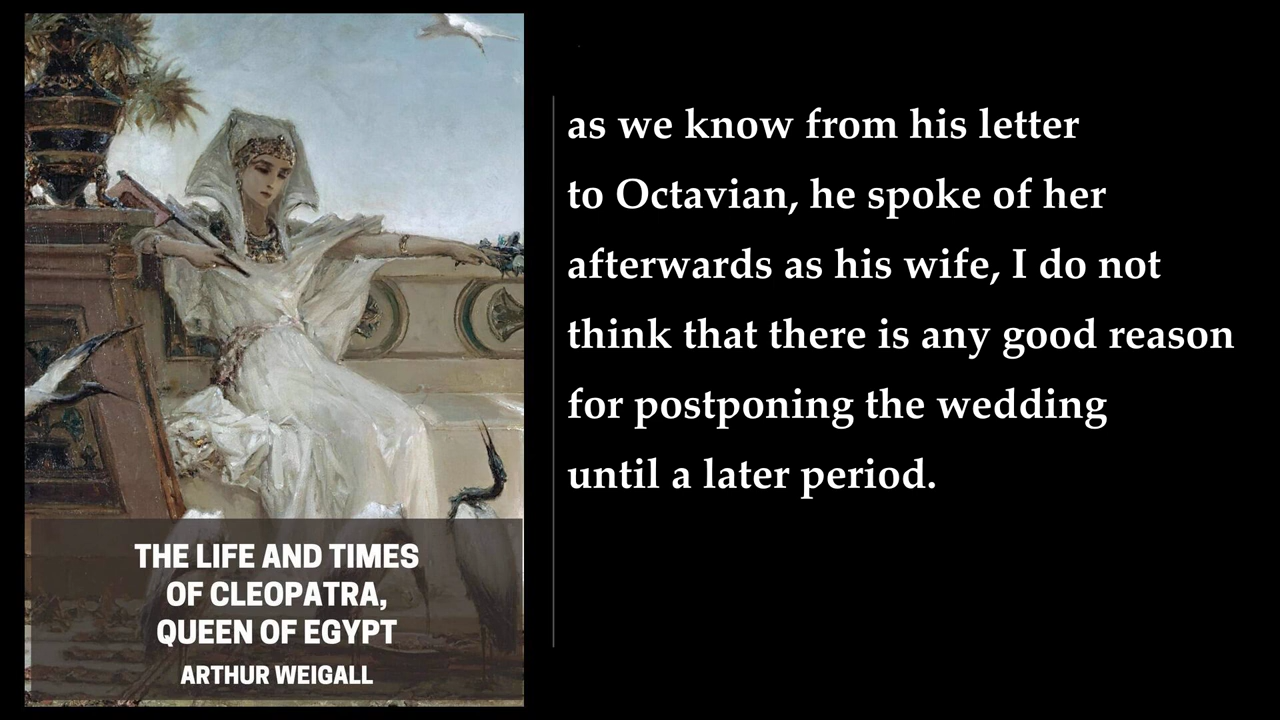 THE LIFE AND TIMES
OF CLEOPATRA,
QUEEN OF EGYPT
ARTHUR WEIGALL
as we know from his letter
to Octavian, he spoke of her
afterwards as his wife, I do not
think that there is any good reason
for postponing the wedding
until a later period.